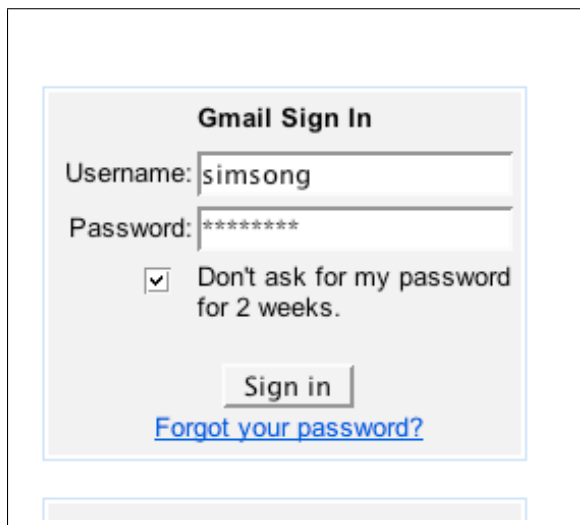 Gmail Sign In
Username: simsong
Password: ********
Don't ask for my password
for 2 weeks.
Sign in
Forgot your password?